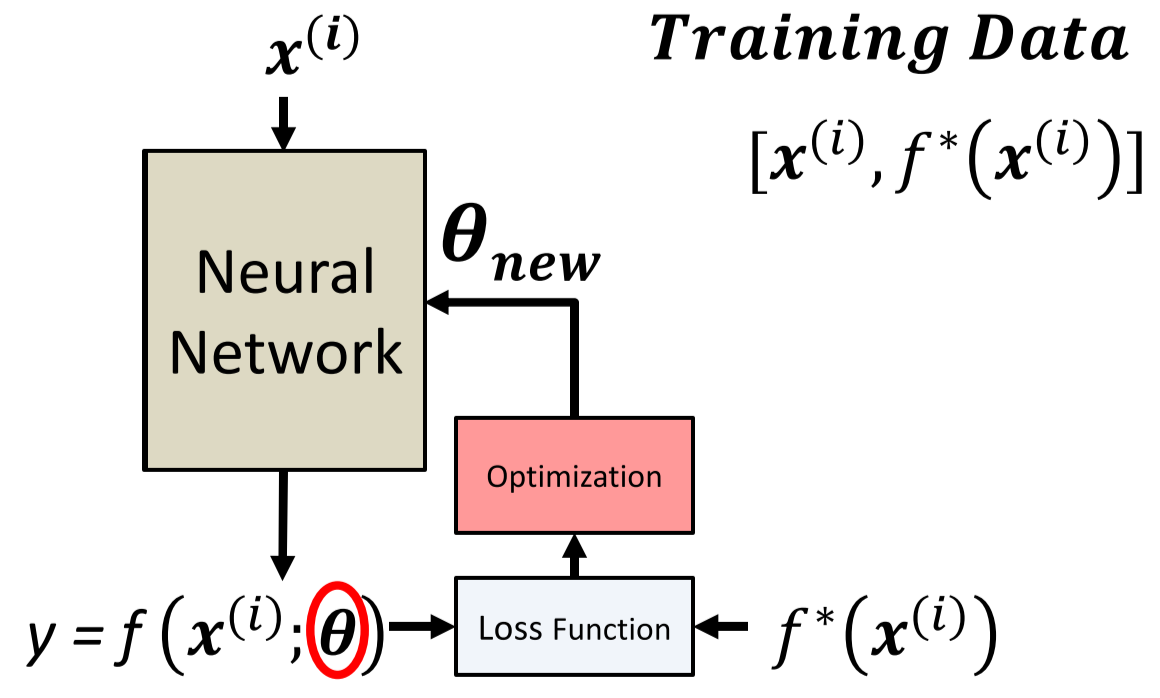 x^(i)
Training Data
[x^(i), f*(x^(i))]
Neural
Network
θ_new
Optimization
y = f(x^(i); θ)
Loss Function
f*(x^(i))